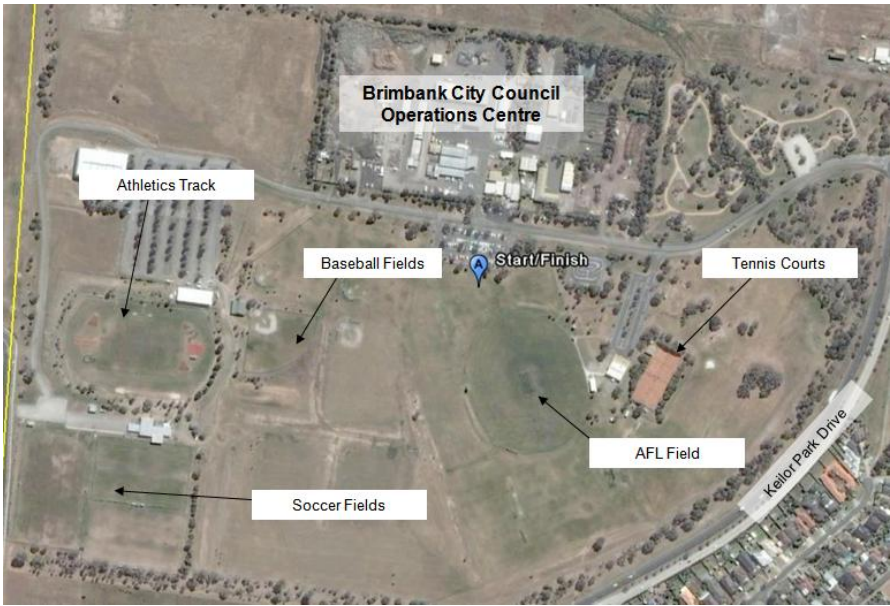 Brimbank City Council
Operations Centre
Athletics Track
Baseball Fields
A
Start/Finish
Tennis Courts
AFL Field
Keilor Park Drive
Soccer Fields